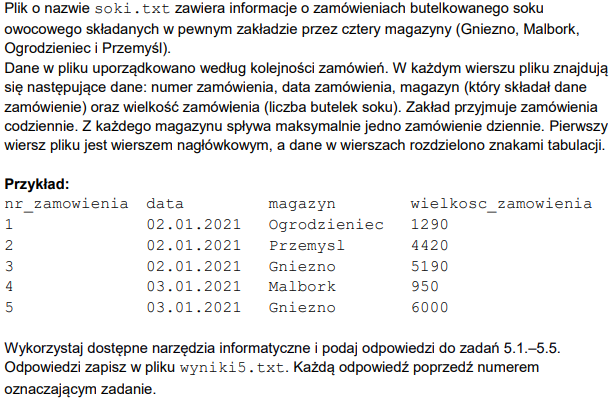 Plik o nazwie soki.txt zawiera informacje o zamówieniach butelkowanego soku
owocowego składanych w pewnym zakładzie przez cztery magazyny (Gniezno, Malbork,
Ogrodzieniec i Przemyśl).
Dane w pliku uporządkowano według kolejności zamówień. W każdym wierszu pliku znajdują
się następujące dane: numer zamówienia, data zamówienia, magazyn (który składał dane
zamówienie) oraz wielkość zamówienia (liczba butelek soku). Zakład przyjmuje zamówienia
codziennie. Z każdego magazynu spływa maksymalnie jedno zamówienie dziennie. Pierwszy
wiersz pliku jest wierszem nagłówkowym, a dane w wierszach rozdzielono znakami tabulacji.
Przykład:
nr_zamowienia data magazyn wielkosc_zamowienia
1 02.01.2021 Ogrodzieniec 1290
2 02.01.2021 Przemysl 4420
3 02.01.2021 Gniezno 5190
4 03.01.2021 Malbork 950
5 03.01.2021 Gniezno 6000
Wykorzystaj dostępne narzędzia informatyczne i podaj odpowiedzi do zadań 5.1.–5.5.
Odpowiedzi zapisz w pliku wyniki5.txt. Każdą odpowiedź poprzedź numerem
oznaczającym zadanie.